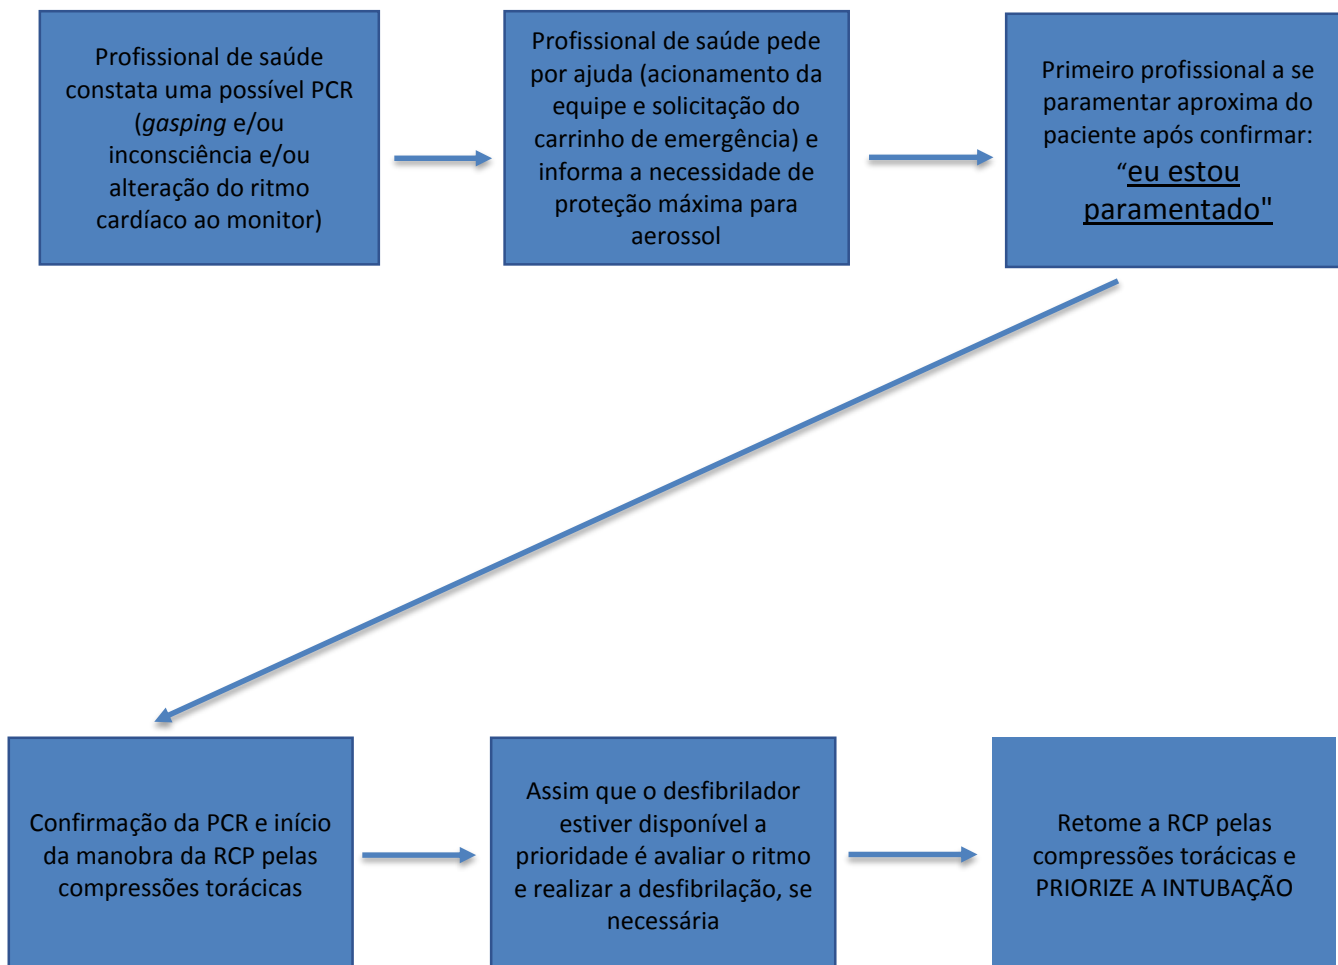 Profissional de saúde
constata uma possível PCR
(gasping e/ou
inconsciência e/ou
alteração do ritmo
cardíaco ao monitor)
Profissional de saúde pede
por ajuda (acionamento da
equipe e solicitação do
carrinho de emergência) e
informa a necessidade de
proteção máxima para
aerossol
Primeiro profissional a se
paramentar aproxima do
paciente após confirmar:
“eu estou
paramentado"
Confirmação da PCR e início
da manobra da RCP pelas
compressões torácicas
Assim que o desfibrilador
estiver disponível a
prioridade é avaliar o ritmo
e realizar a desfibrilação, se
necessária
Retome a RCP pelas
compressões torácicas e
PRIORIZE A INTUBAÇÃO